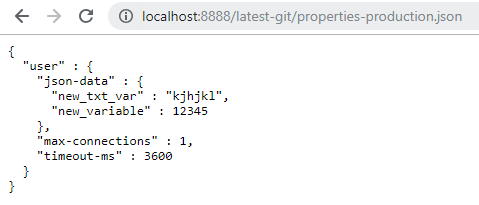 localhost:8888/latest-git/properties-production.json
{
  "user" : {
    "json-data" : {
      "new_txt_var" : "kjhjkl",
      "new_variable" : 12345
    },
    "max-connections" : 1,
    "timeout-ms" : 3600
  }
}